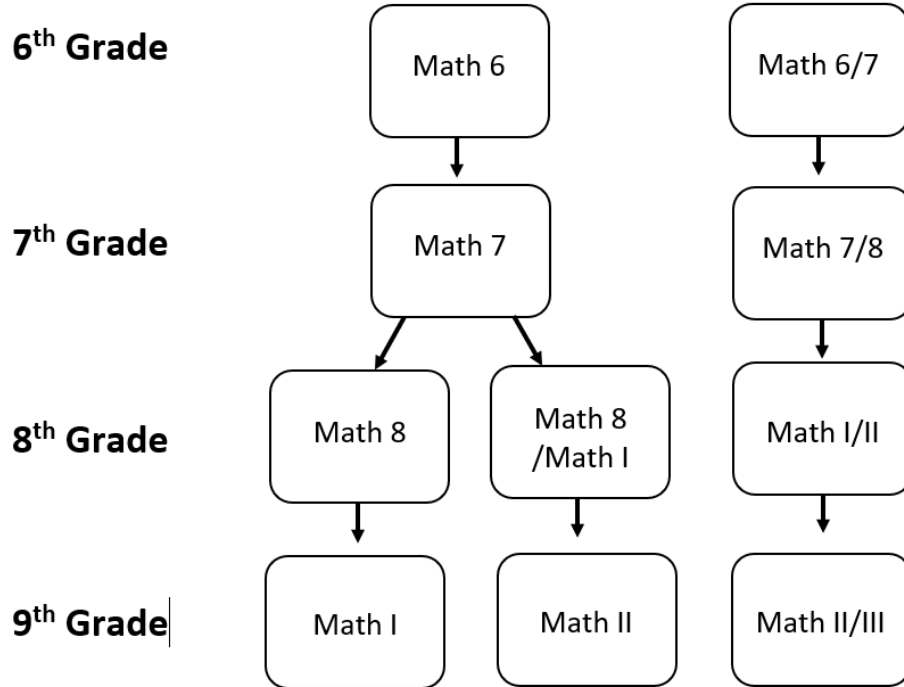 6th Grade
Math 6
Math 6/7
7th Grade
Math 7
Math 7/8
8th Grade
Math 8
Math 8
/Math I
Math I/II
9th Grade
Math I
Math II
Math II/III